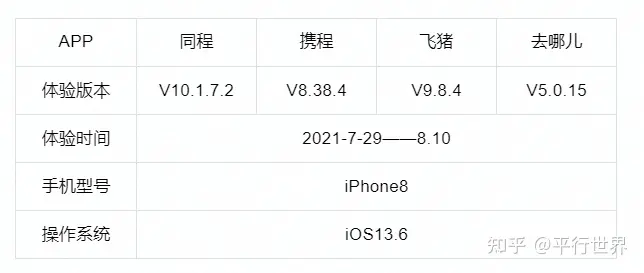 APP 同程 携程 飞猪 去哪儿
体验版本 V10.1.7.2 V8.38.4 V9.8.4 V5.0.15
体验时间 2021-7-29——8.10
手机型号 iPhone8
操作系统 iOS13.6
知乎 @平行世界